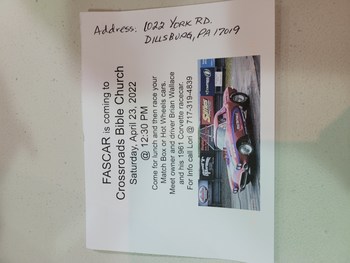 Address: 1022 YORK RD.
DILLSBURG, PA 17019
FASCAR is coming to
Crossroads Bible Church
Saturday, April 23, 2022
@ 12:30 PM
Come for lunch and then race your
Match Box or Hot Wheels cars.
Meet owner and driver Brian Wallace
and his 1961 Corvette racecar.
For Info call Lori @ 717-319-4839